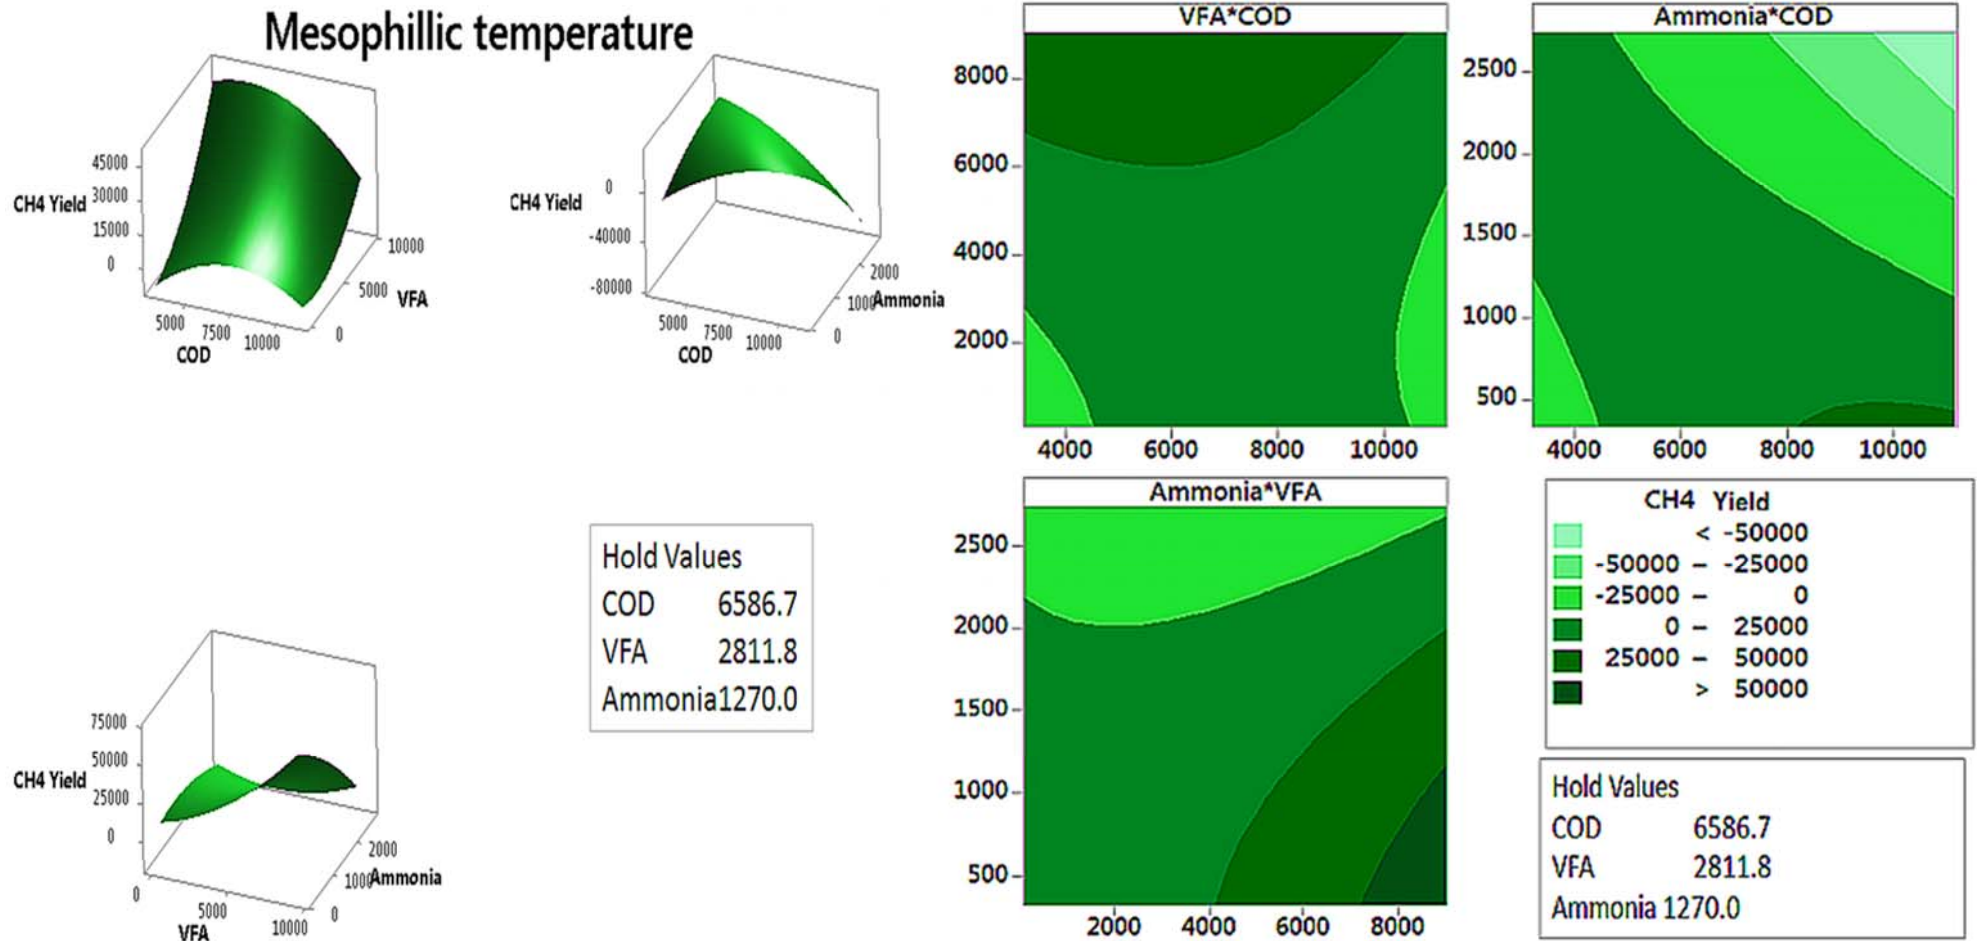 Mesophillic temperature
45000
30000
CH4 Yield
15000
0
10000
5000
VFA
0
5000
7500
10000
COD
0
CH4 Yield
-40000
-80000
2000
1000
Ammonia
0
5000
7500
10000
COD
75000
50000
CH4 Yield
25000
0
2000
1000
Ammonia
0
0
5000
10000
VFA
Hold Values
COD 6586.7
VFA 2811.8
Ammonia1270.0
VFA*COD
8000
6000
4000
2000
4000 6000 8000 10000
Ammonia*COD
2500
2000
1500
1000
500
4000 6000 8000 10000
Ammonia*VFA
2500
2000
1500
1000
500
2000 4000 6000 8000
CH4 Yield
< -50000
-50000 – -25000
-25000 – 0
0 – 25000
25000 – 50000
> 50000
Hold Values
COD 6586.7
VFA 2811.8
Ammonia 1270.0